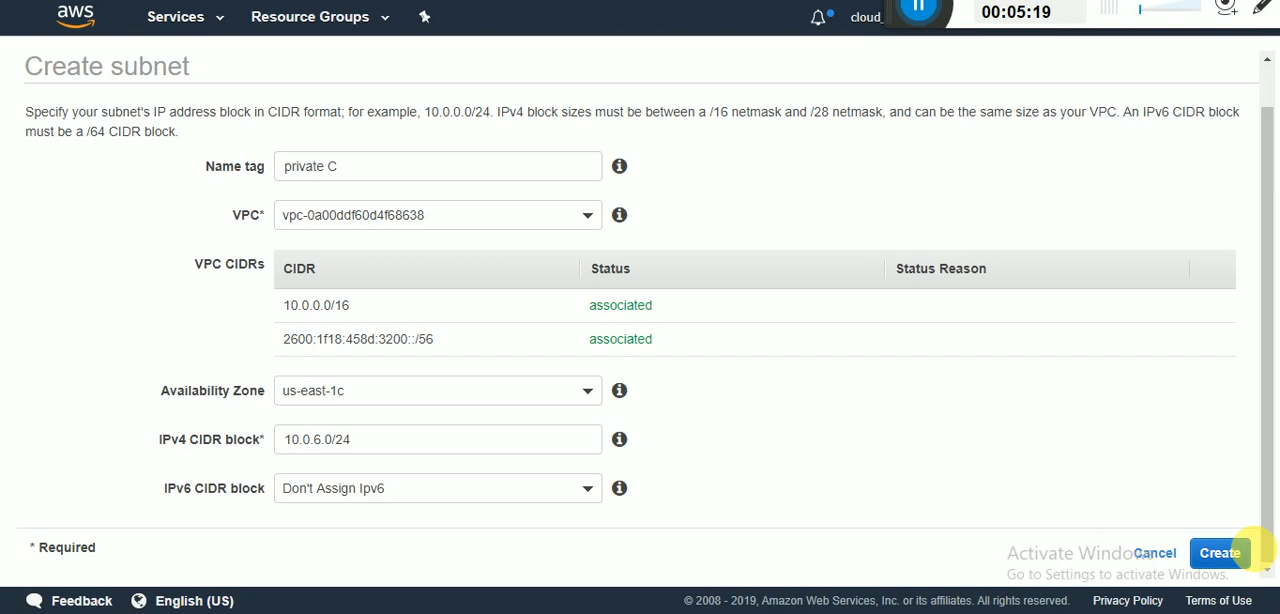 aws Services Resource Groups cloud_ 00:05:19
Create subnet
Specify your subnet's IP address block in CIDR format; for example, 10.0.0.0/24. IPv4 block sizes must be between a /16 netmask and /28 netmask, and can be the same size as your VPC. An IPv6 CIDR block
must be a /64 CIDR block.
Name tag private C
VPC* vpc-0a00ddf60d4f68638
VPC CIDRs CIDR Status Status Reason
10.0.0.0/16 associated
2600:1f18:458d:3200::/56 associated
Availability Zone us-east-1c
IPv4 CIDR block* 10.0.6.0/24
IPv6 CIDR block Don't Assign Ipv6
* Required Cancel Create
Activate Windows
Go to Settings to activate Windows.
Feedback English (US) © 2008 - 2019, Amazon Web Services, Inc. or its affiliates. All rights reserved. Privacy Policy Terms of Use